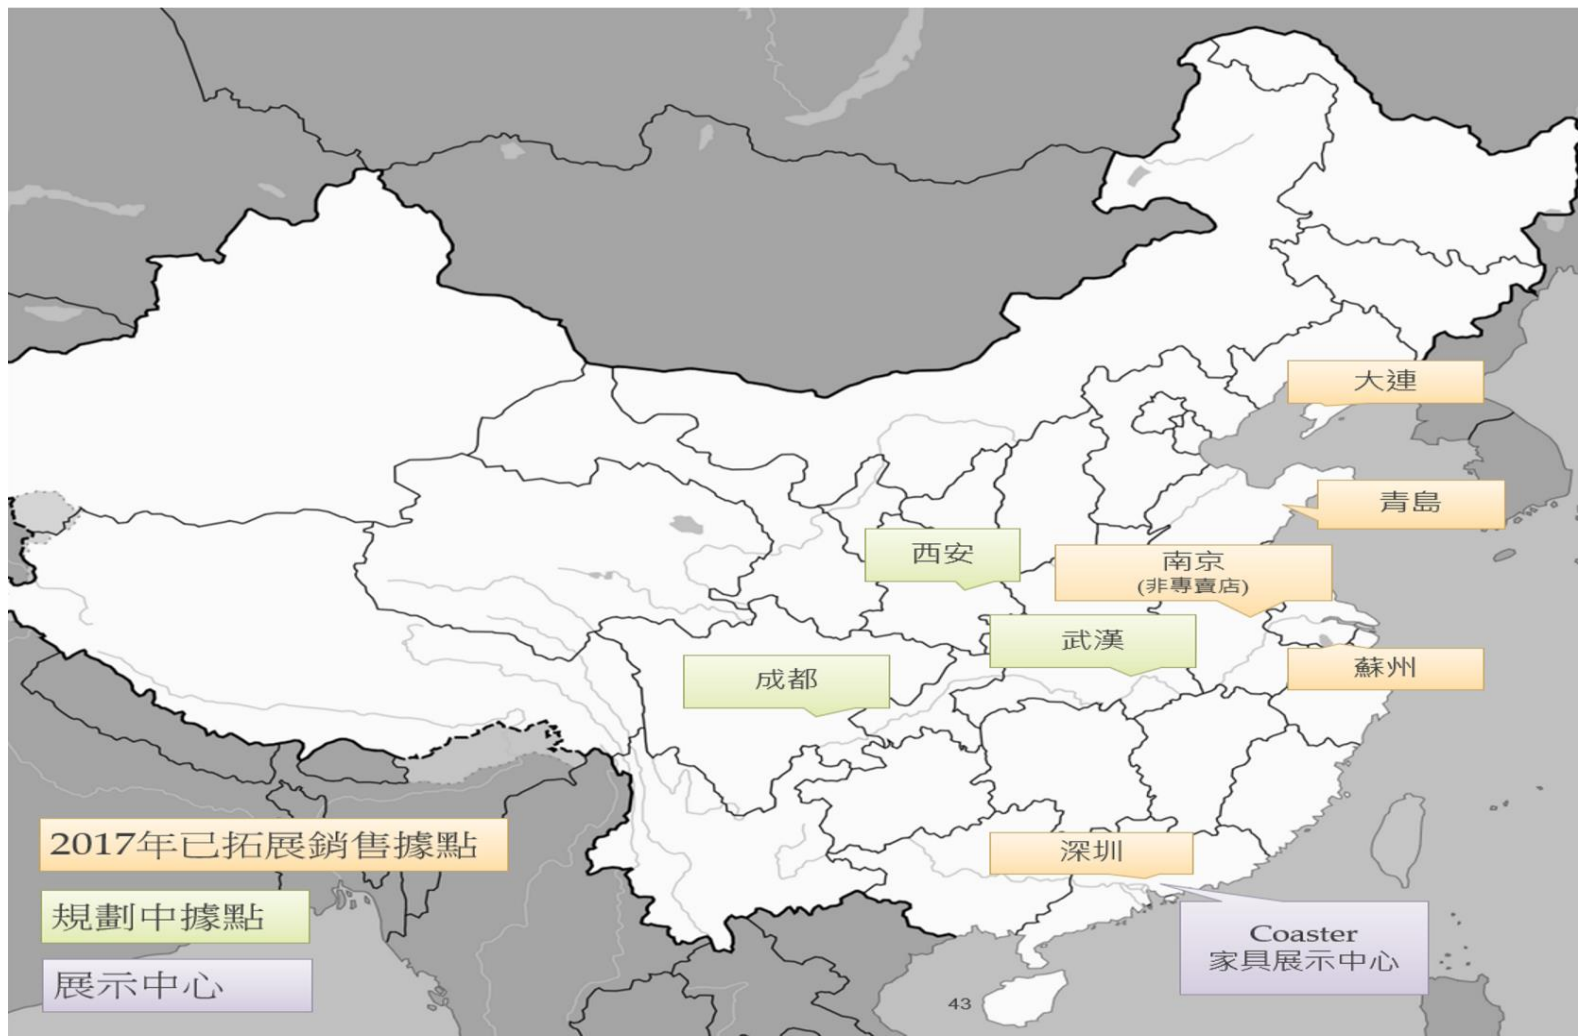 大連
青島
西安
南京
(非專賣店)
武漢
蘇州
成都
2017年已拓展銷售據點
深圳
規劃中據點
Coaster
家具展示中心
展示中心
43